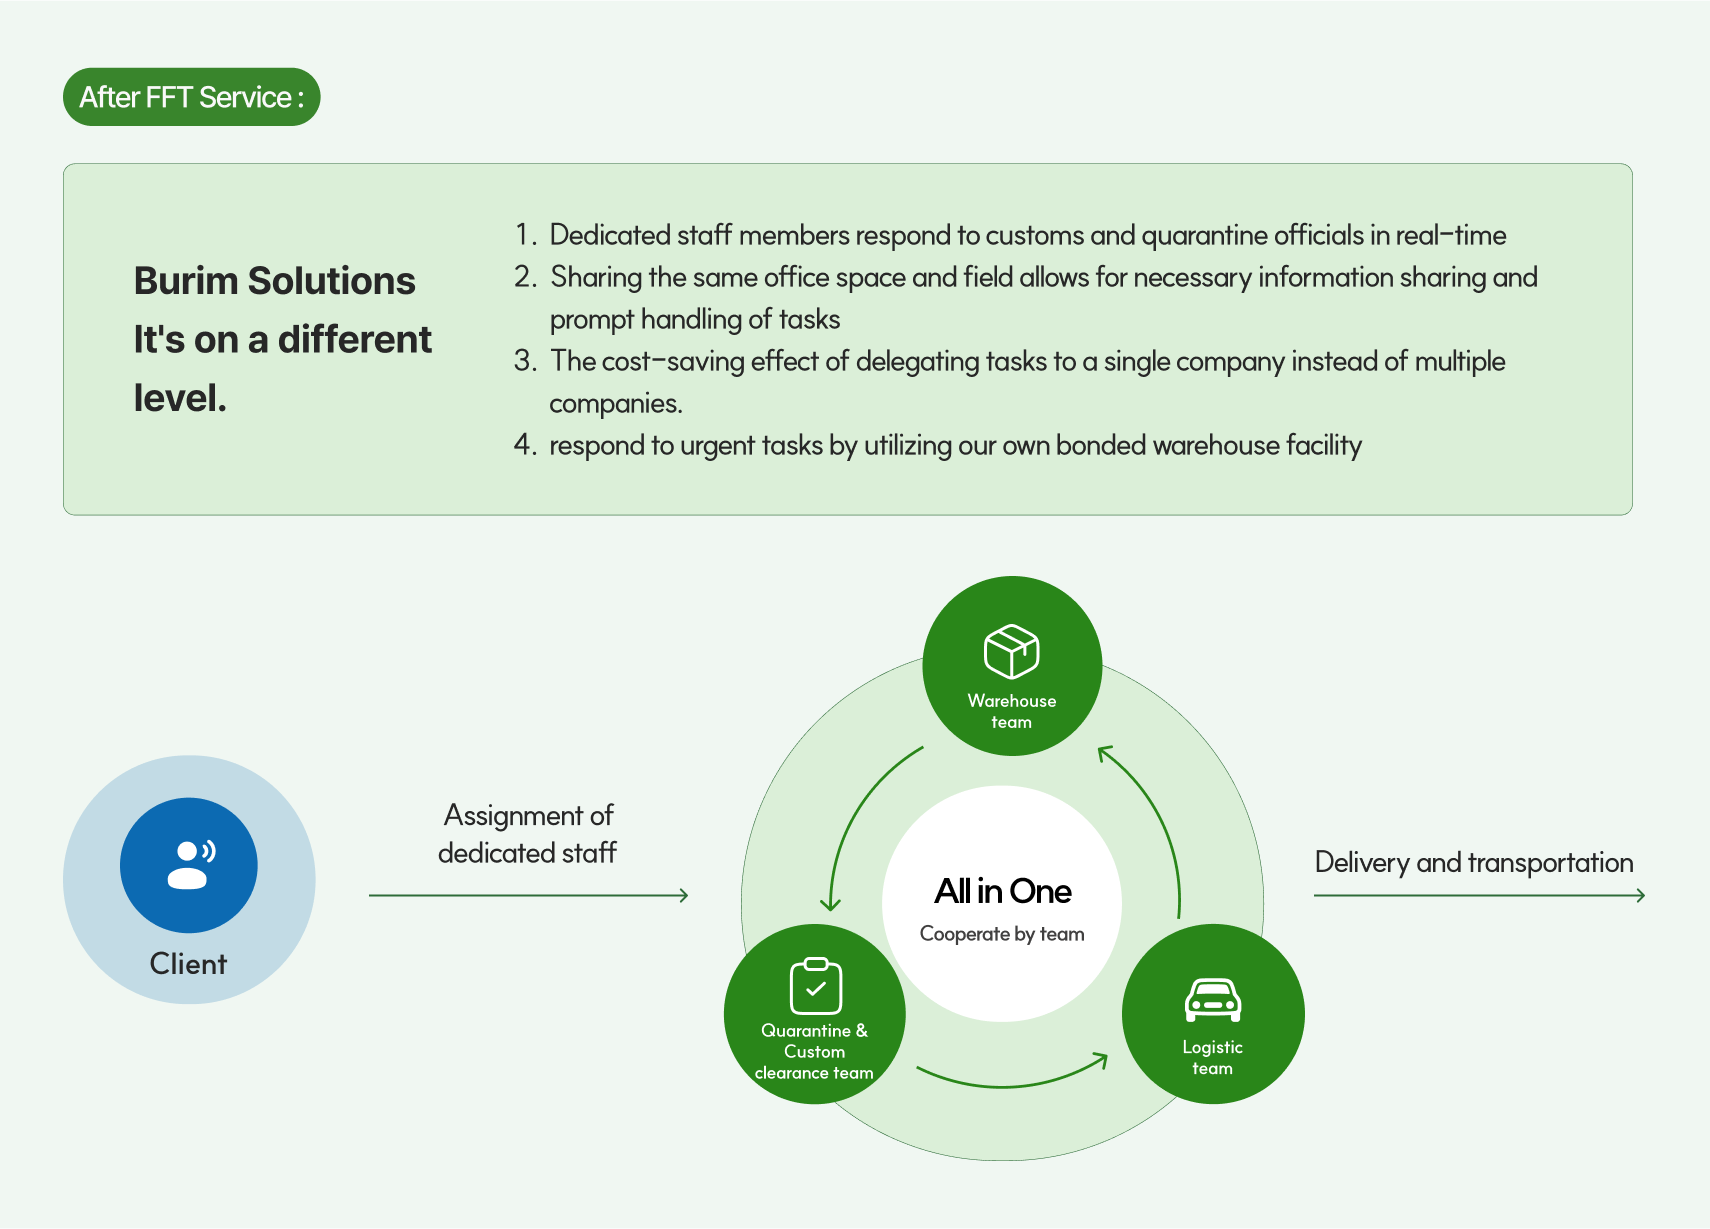 After FFT Service :
Burim Solutions
It's on a different
level.
1. Dedicated staff members respond to customs and quarantine officials in real-time
2. Sharing the same office space and field allows for necessary information sharing and
prompt handling of tasks
3. The cost-saving effect of delegating tasks to a single company instead of multiple
companies.
4. respond to urgent tasks by utilizing our own bonded warehouse facility
Client
Assignment of
dedicated staff
Warehouse
team
All in One
Cooperate by team
Quarantine &
Custom
clearance team
Logistic
team
Delivery and transportation